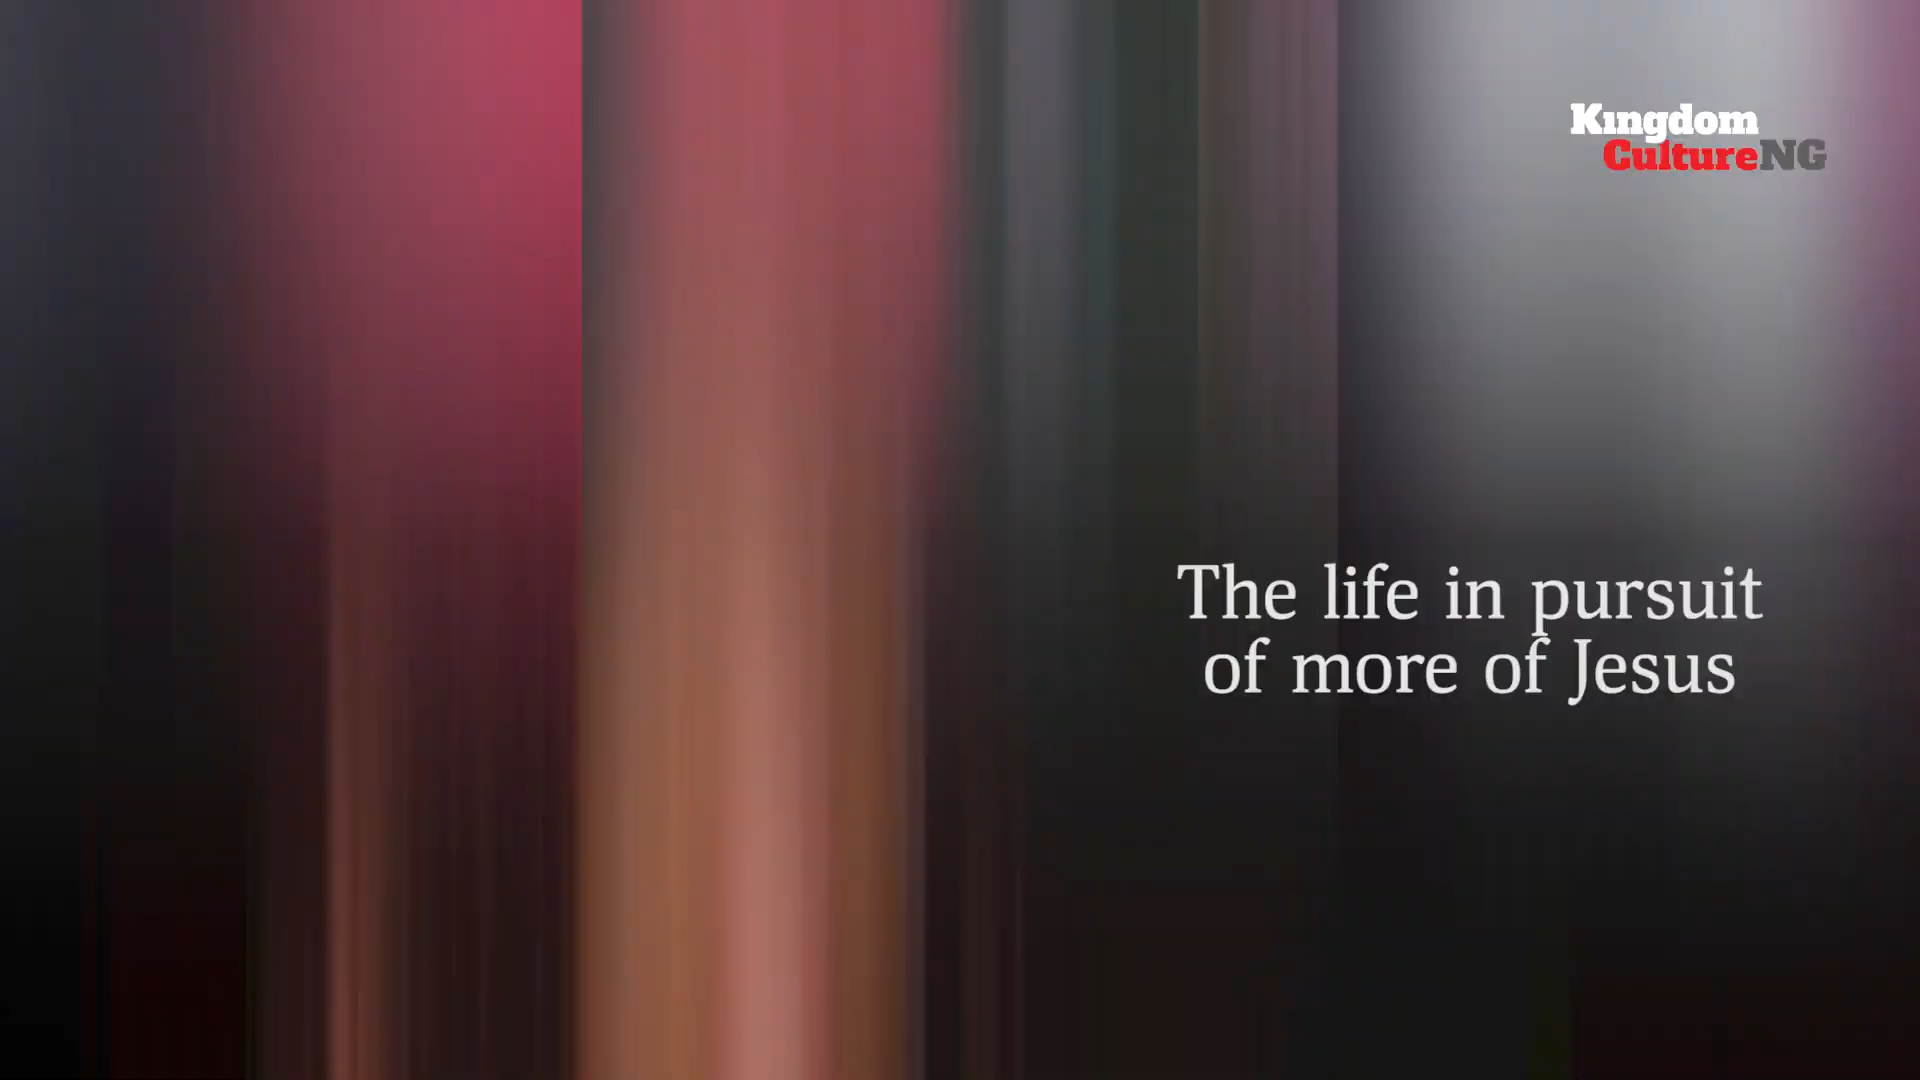 Kingdom
CultureNG
The life in pursuit
of more of Jesus